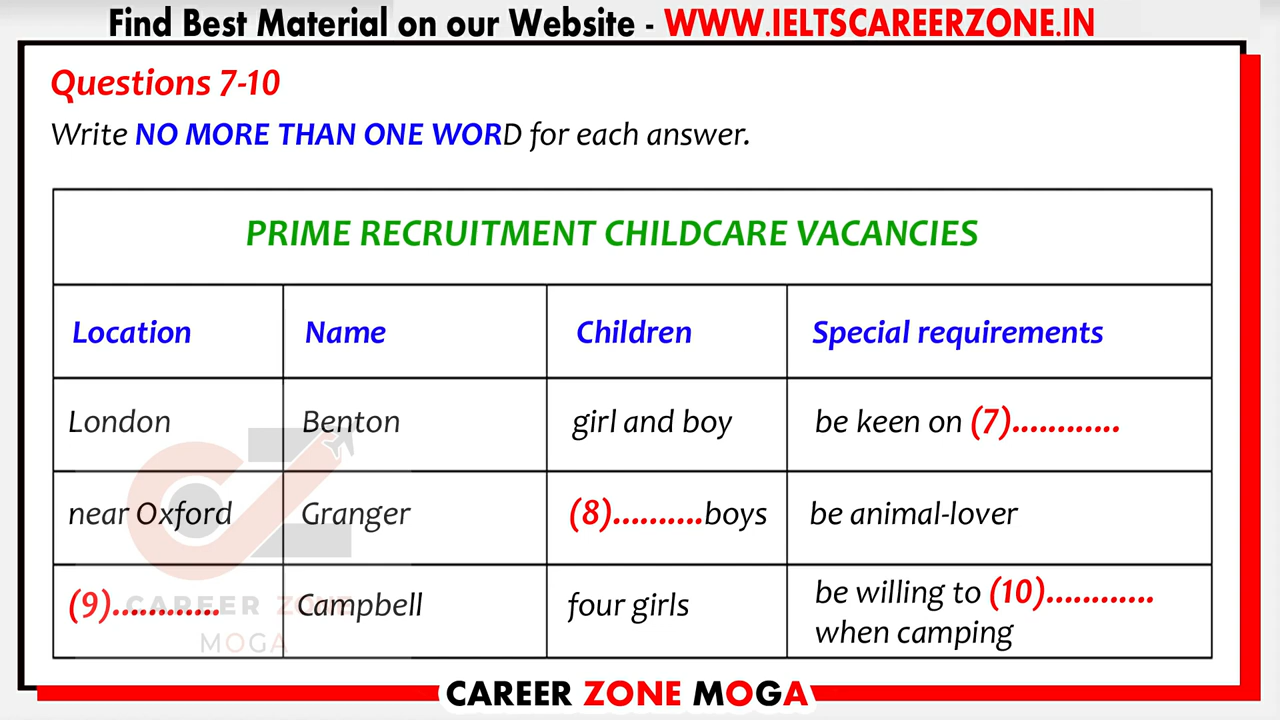 Find Best Material on our Website - WWW.IELTSCAREERZONE.IN
Questions 7-10
Write NO MORE THAN ONE WORD for each answer.
PRIME RECRUITMENT CHILDCARE VACANCIES
Location Name Children Special requirements
London Benton girl and boy be keen on (7)............
near Oxford Granger (8)..........boys be animal-lover
(9)............ Campbell four girls be willing to (10)............
when camping
CAREER ZONE
MOGA
CAREER ZONE MOGA